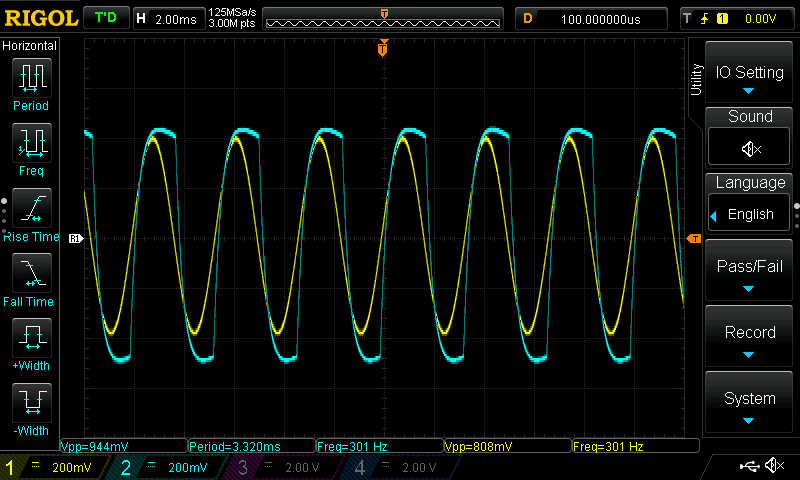 RIGOL T'D H 2.00ms 125MSa/s 3.00M pts T D 100.000000us T 1 0.00V
Horizontal
Period
Freq
Rise Time
Fall Time
+Width
-Width
T
R1
T
Utility
IO Setting
Sound
Language
English
Pass/Fail
Record
System
Vpp=944mV Period=3.320ms Freq=301 Hz Vpp=808mV Freq=301 Hz
1 200mV 2 200mV 3 2.00 V 4 2.00 V